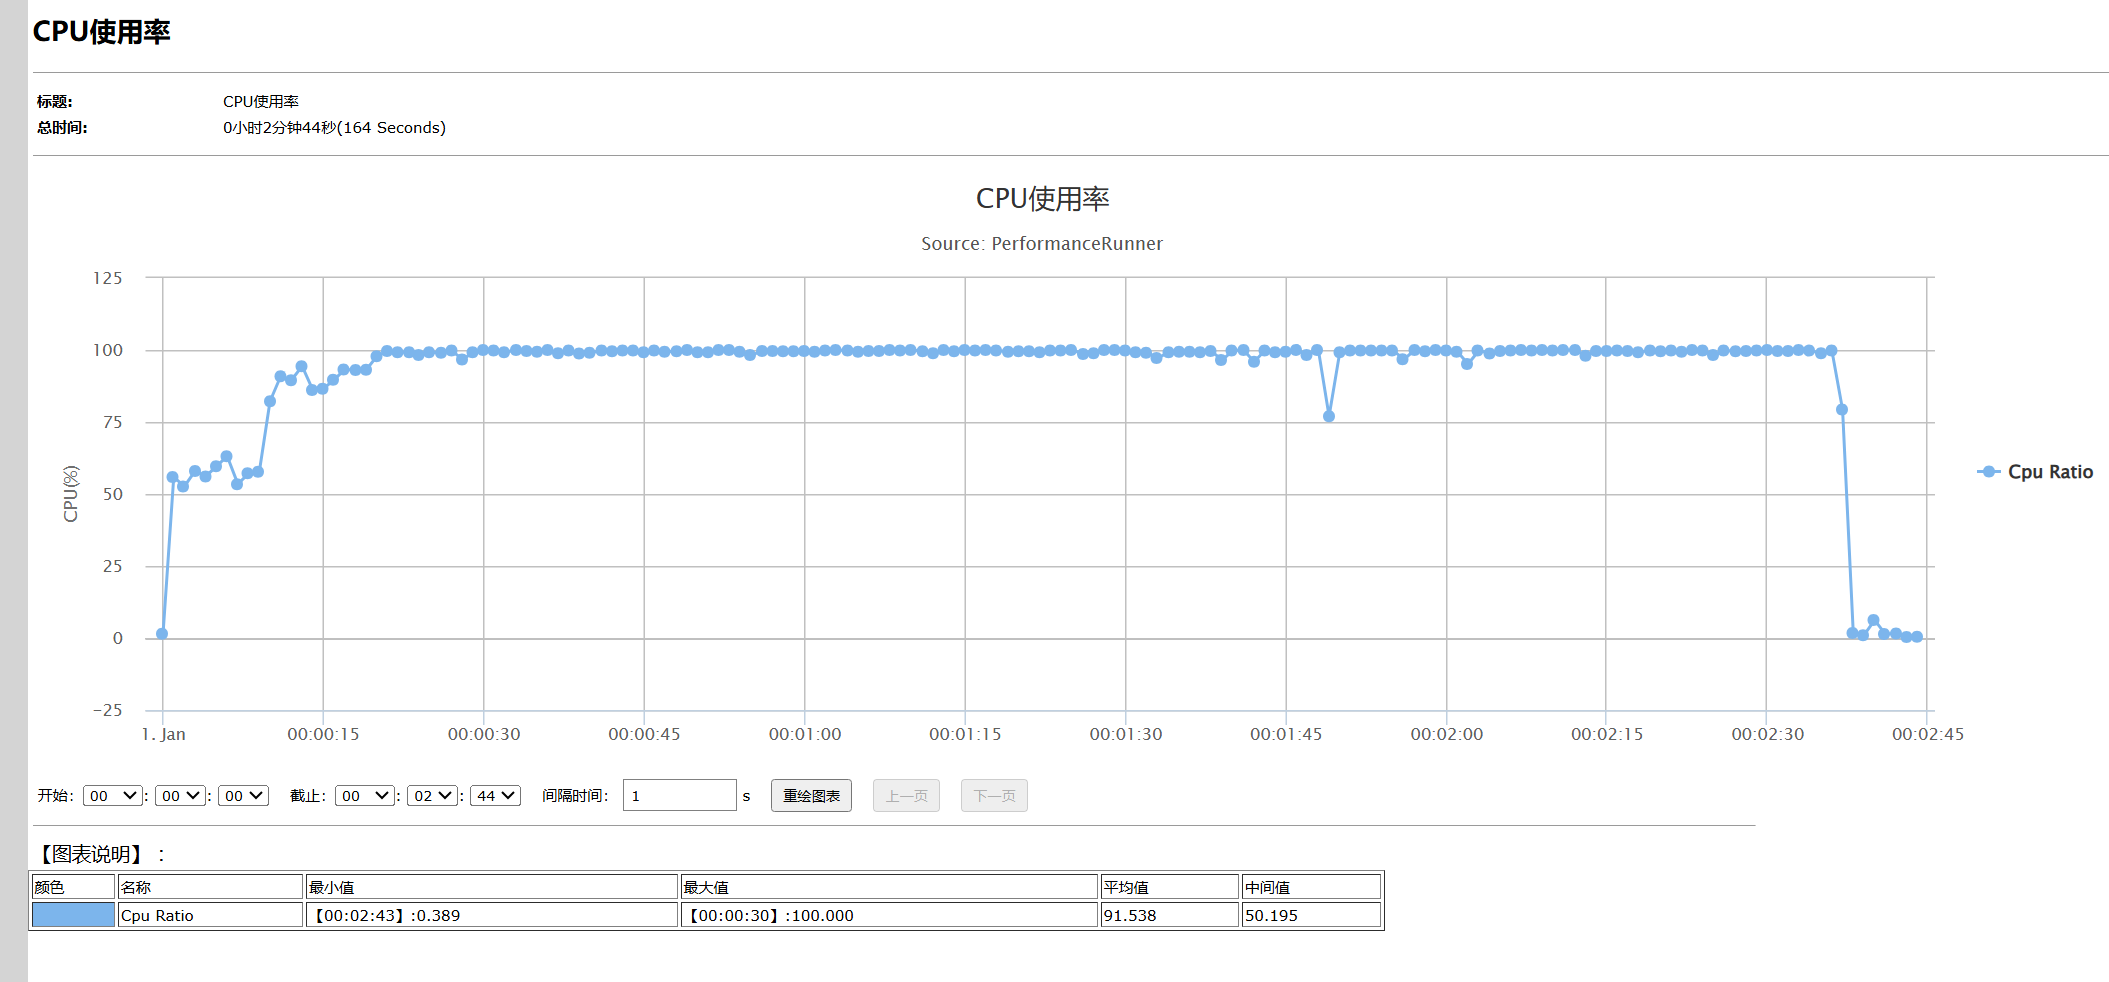 CPU使用率
标题: CPU使用率
总时间: 0小时2分钟44秒(164 Seconds)
CPU使用率
Source: PerformanceRunner
125
100
75
50
25
0
-25
CPU(%)
Cpu Ratio
1. Jan 00:00:15 00:00:30 00:00:45 00:01:00 00:01:15 00:01:30 00:01:45 00:02:00 00:02:15 00:02:30 00:02:45
开始: 00 : 00 : 00 截止: 00 : 02 : 44 间隔时间: 1 s 重绘图表 上一页 下一页
【图表说明】:
颜色 名称 最小值 最大值 平均值 中间值
Cpu Ratio 【00:02:43】:0.389 【00:00:30】:100.000 91.538 50.195